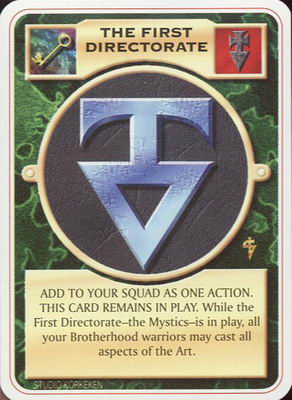 THE FIRST
DIRECTORATE
ADD TO YOUR SQUAD AS ONE ACTION.
THIS CARD REMAINS IN PLAY. While the
First Directorate–the Mystics–is in play, all
your Brotherhood warriors may cast all
aspects of the Art.
STUDIO KORKEKEN